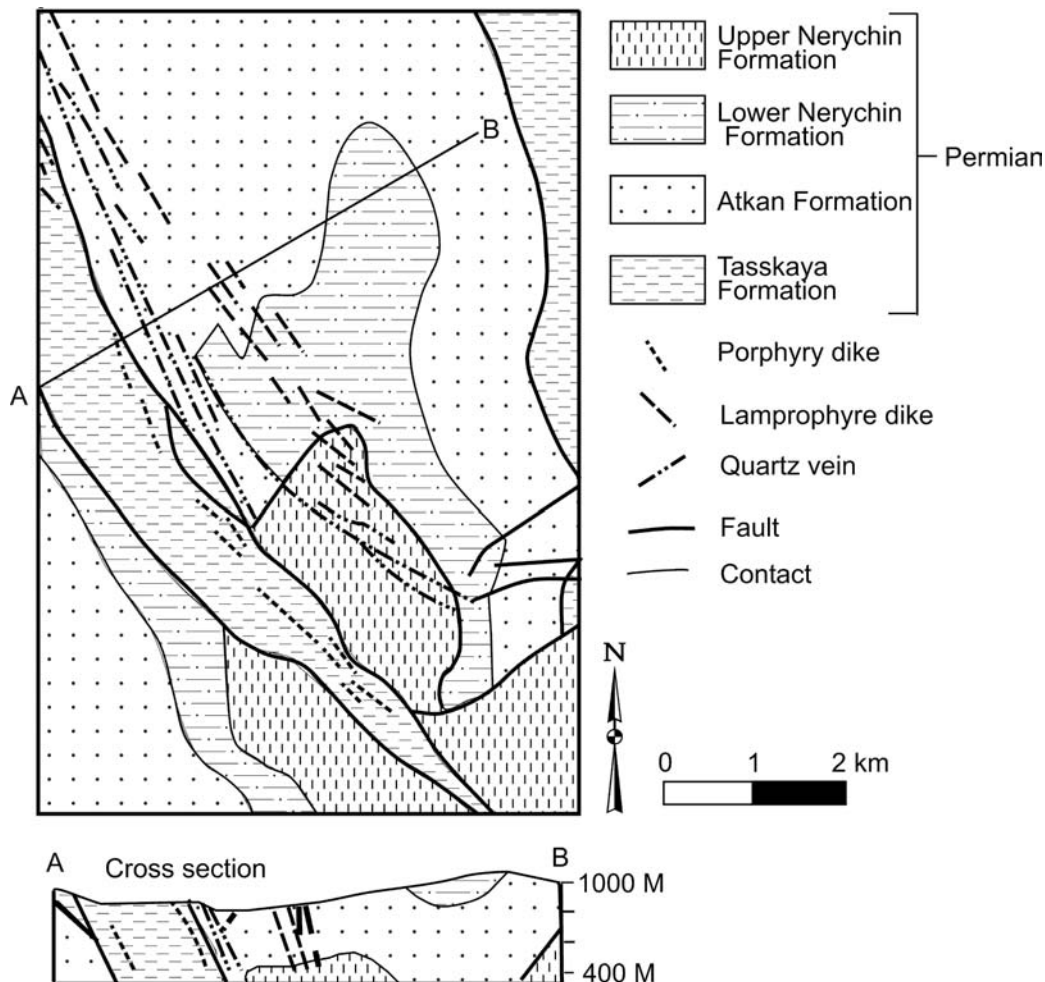 Upper Nerychin
Formation
Lower Nerychin
Formation
Atkan Formation
Tasskaya
Formation
Permian
Porphyry dike
Lamprophyre dike
Quartz vein
Fault
Contact
B
A
N
0 1 2 km
A Cross section B
1000 M
400 M